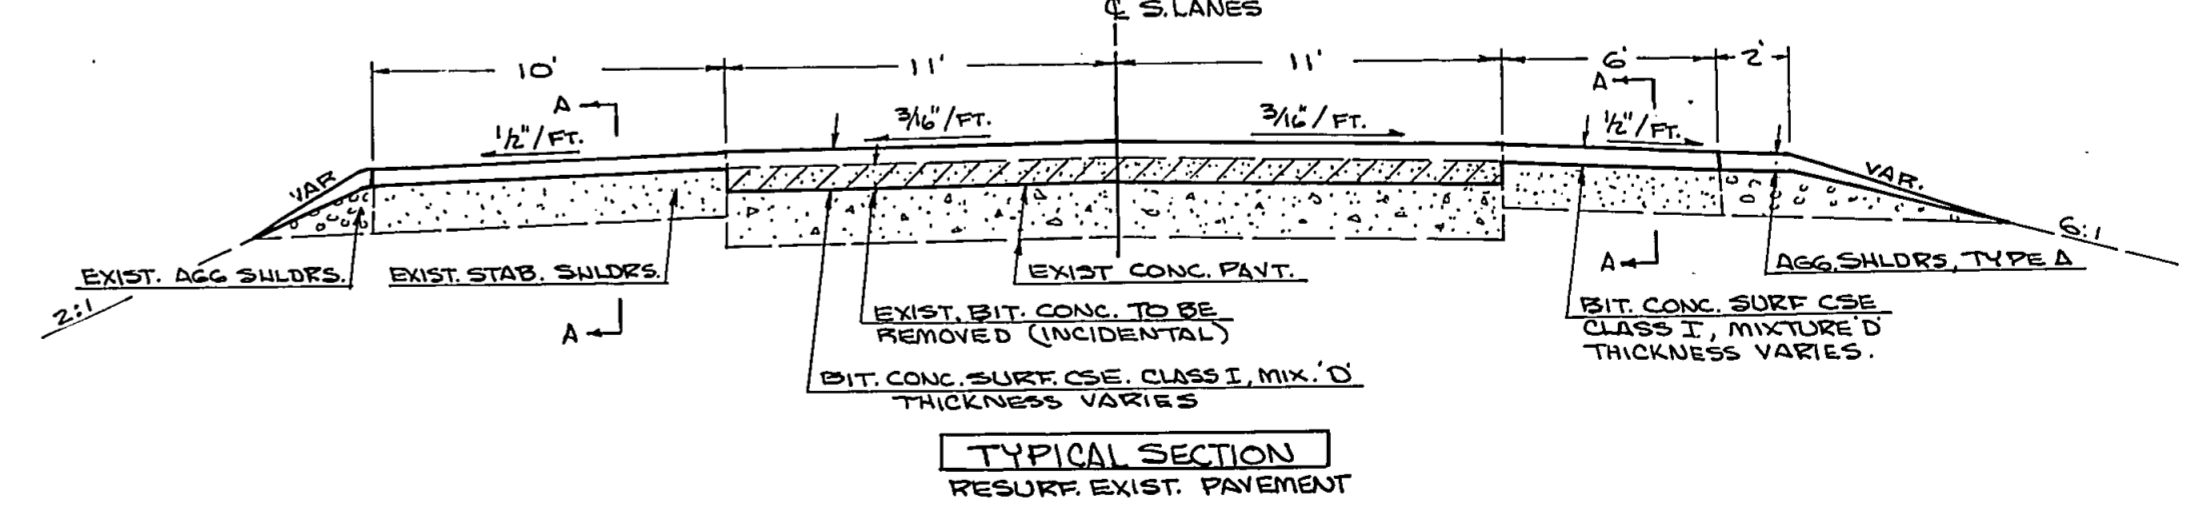 ℄ S. LANES
10' 11' 11' 6' 2'
A A
1/2"/FT. 3/16"/FT. 3/16"/FT. 1/2"/FT.
VAR VAR.
6:1
EXIST. AGG SHLDRS. EXIST. STAB. SHLDRS. EXIST CONC. PAVT. A AGG. SHLDRS, TYPE A
2:1
A
EXIST. BIT. CONC. TO BE
REMOVED (INCIDENTAL)
BIT. CONC. SURF CSE
CLASS I, MIXTURE 'D'
THICKNESS VARIES.
BIT. CONC. SURF. CSE. CLASS I, MIX. 'D'
THICKNESS VARIES
TYPICAL SECTION
RESURF. EXIST. PAVEMENT